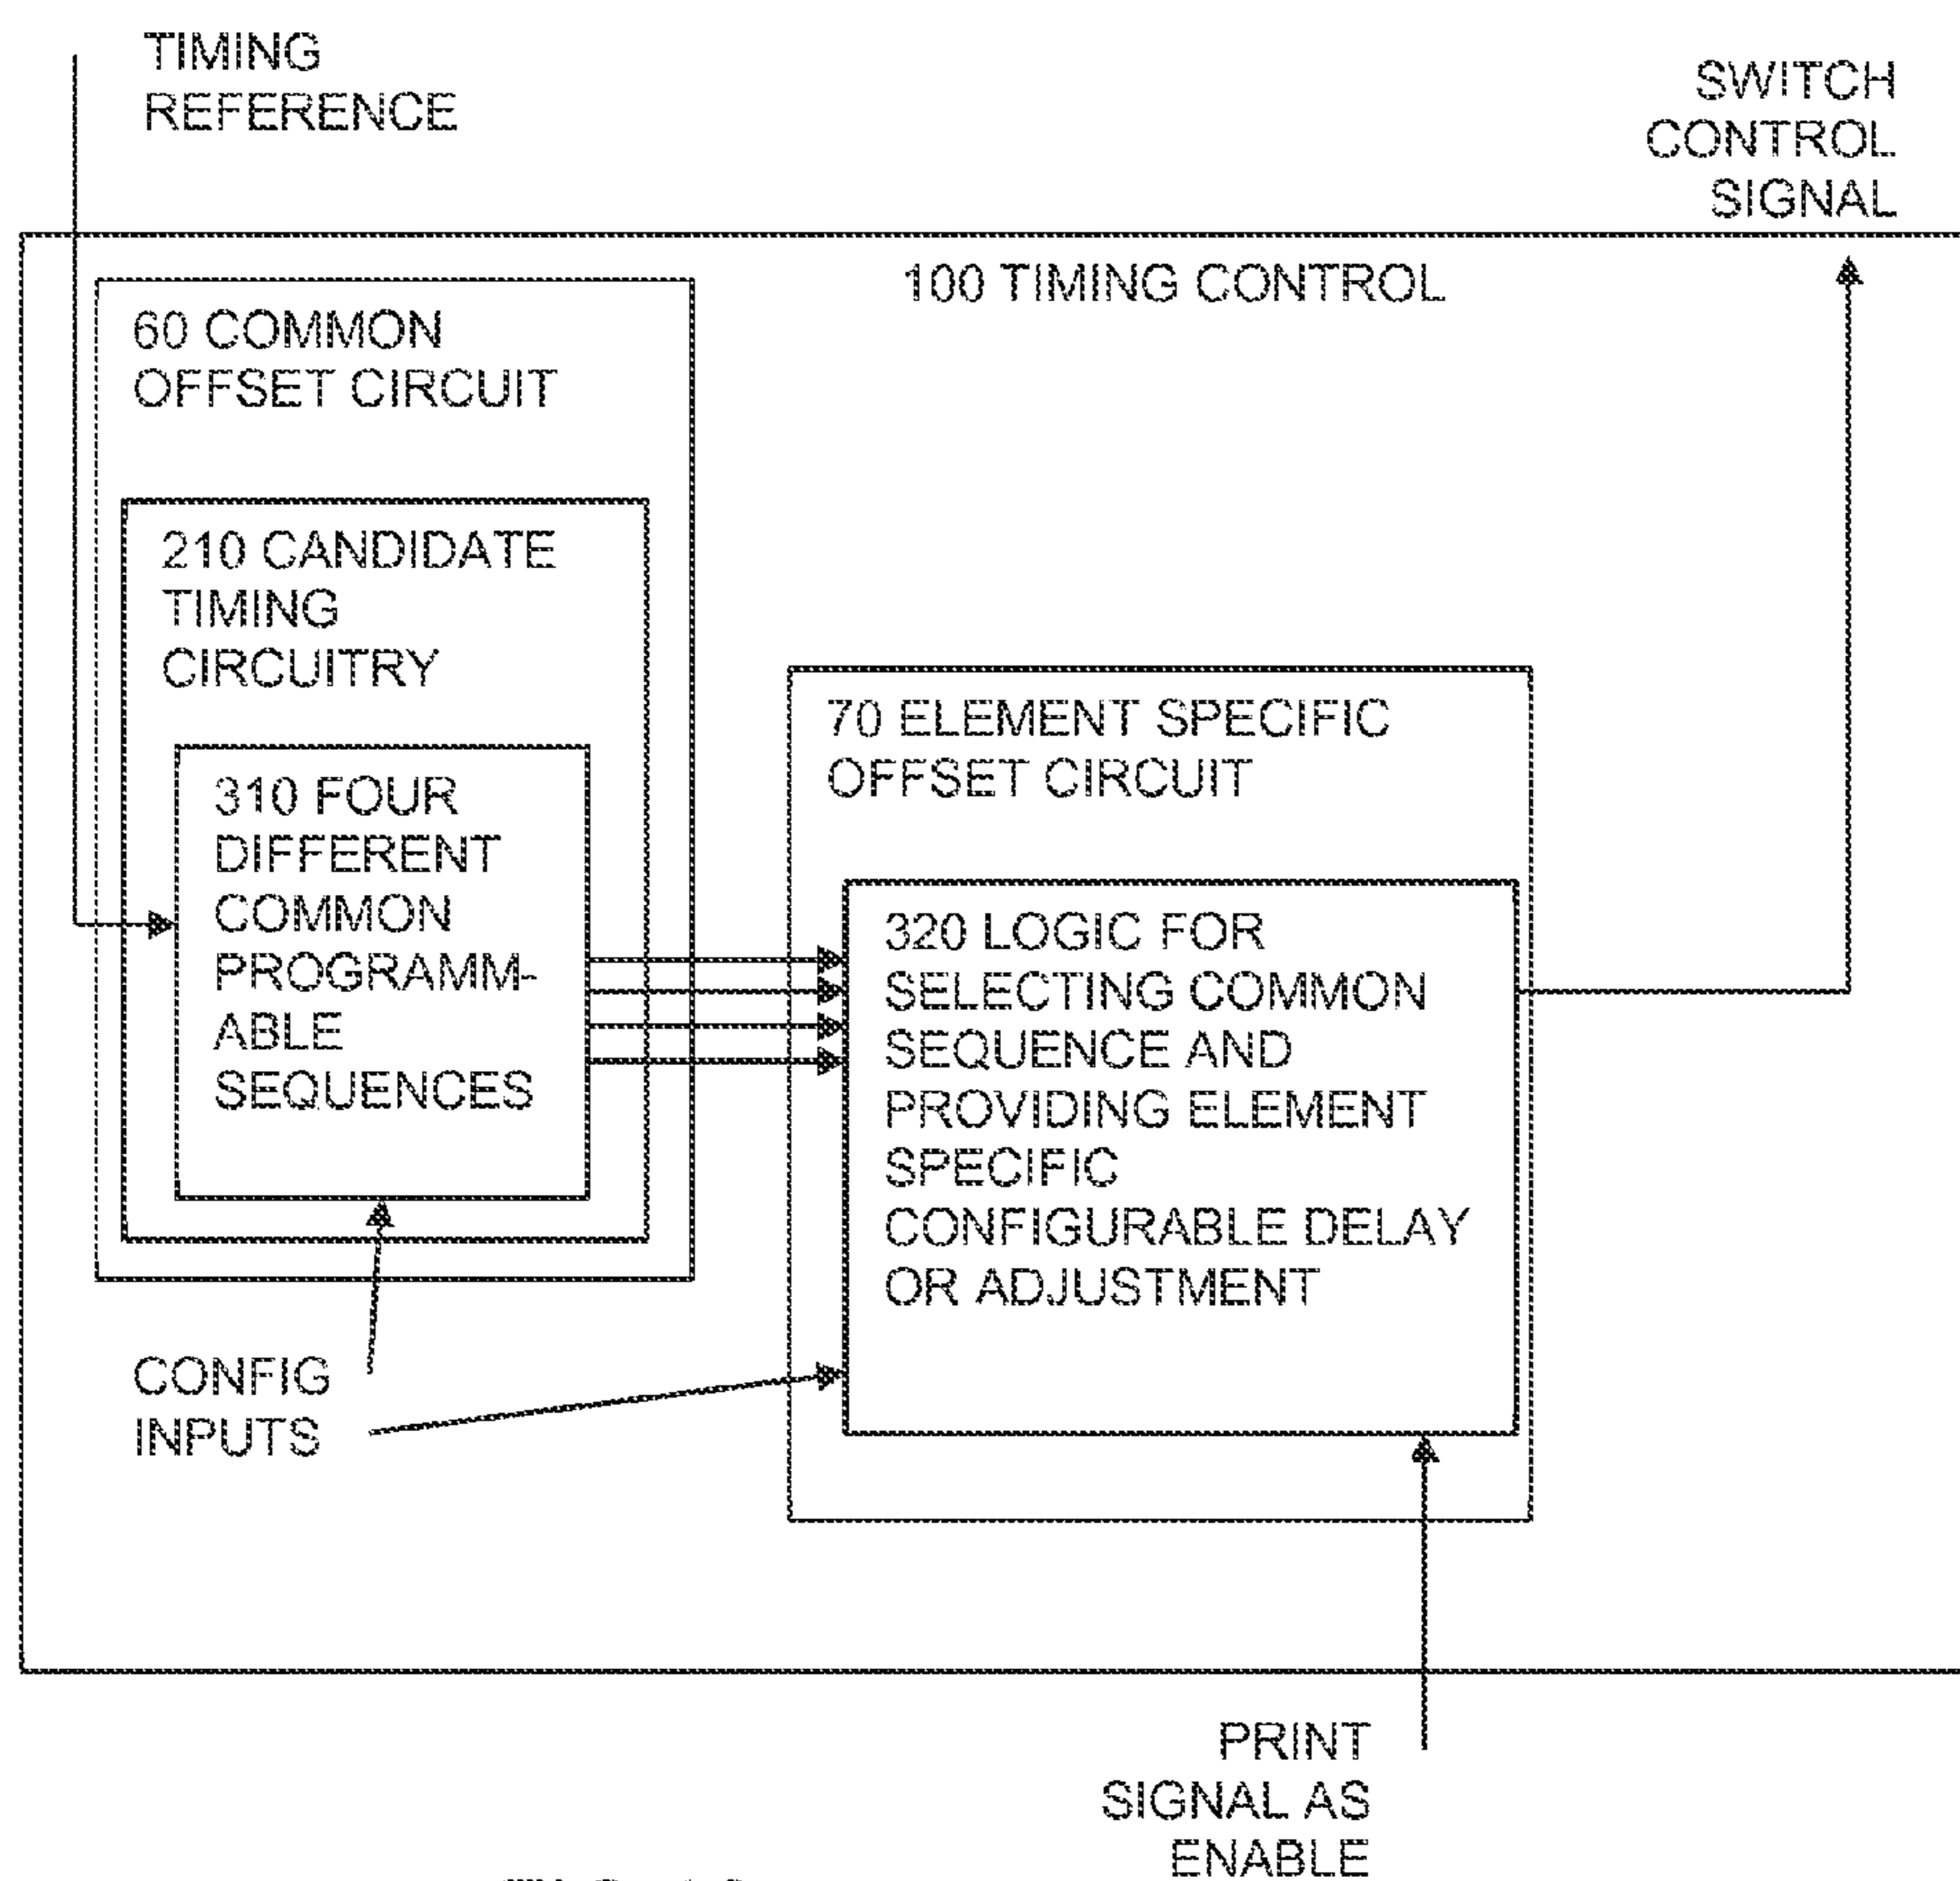 TIMING
REFERENCE
SWITCH
CONTROL
SIGNAL
100 TIMING CONTROL
60 COMMON
OFFSET CIRCUIT
210 CANDIDATE
TIMING
CIRCUITRY
310 FOUR
DIFFERENT
COMMON
PROGRAMM-
ABLE
SEQUENCES
70 ELEMENT SPECIFIC
OFFSET CIRCUIT
320 LOGIC FOR
SELECTING COMMON
SEQUENCE AND
PROVIDING ELEMENT
SPECIFIC
CONFIGURABLE DELAY
OR ADJUSTMENT
CONFIG
INPUTS
PRINT
SIGNAL AS
ENABLE